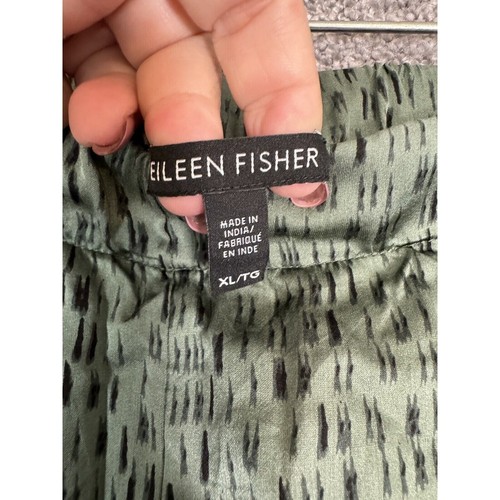 EILEEN FISHER
MADE IN
INDIA/
FABRIQUÉ
EN INDE
XL/TG